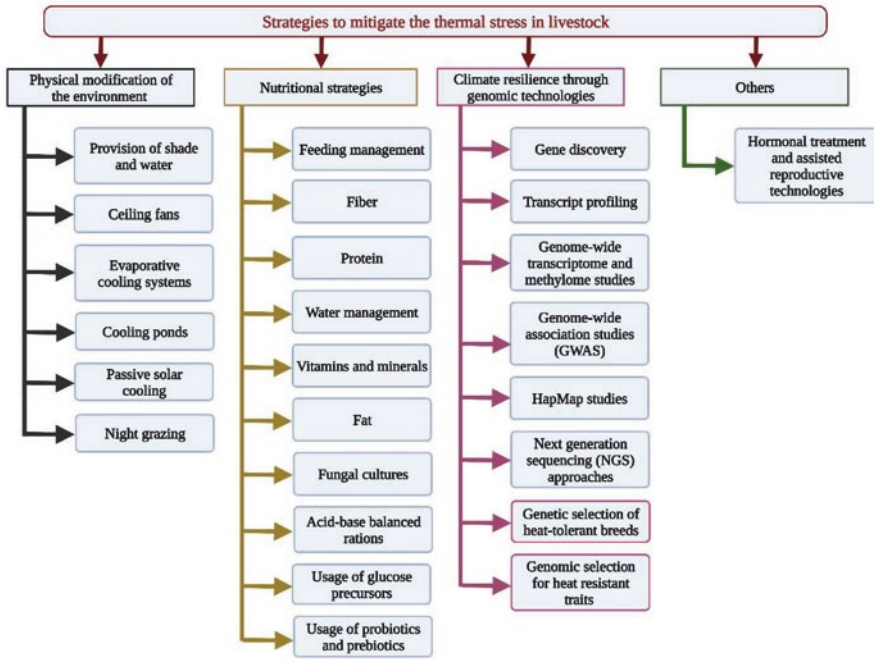 Strategies to mitigate the thermal stress in livestock
Physical modification of
the environment
Provision of shade
and water
Ceiling fans
Evaporative
cooling systems
Cooling ponds
Passive solar
cooling
Night grazing
Nutritional strategies
Feeding management
Fiber
Protein
Water management
Vitamins and minerals
Fat
Fungal cultures
Acid-base balanced
rations
Usage of glucose
precursors
Usage of probiotics
and prebiotics
Climate resilience through
genomic technologies
Gene discovery
Transcript profiling
Genome-wide
transcriptome and
methylome studies
Genome-wide
association studies
(GWAS)
HapMap studies
Next generation
sequencing (NGS)
approaches
Genetic selection of
heat-tolerant breeds
Genomic selection
for heat resistant
traits
Others
Hormonal treatment
and assisted
reproductive
technologies